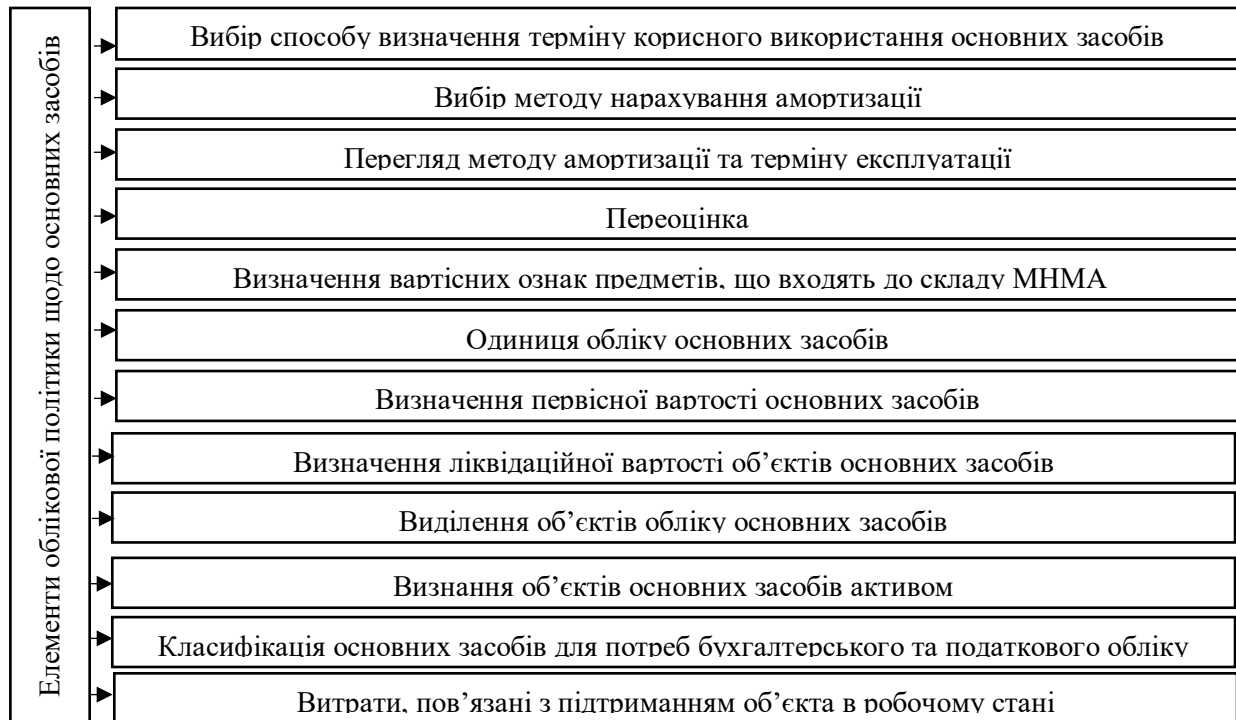 Елементи облікової політики щодо основних засобів
Вибір способу визначення терміну корисного використання основних засобів
Вибір методу нарахування амортизації
Перегляд методу амортизації та терміну експлуатації
Переоцінка
Визначення вартісних ознак предметів, що входять до складу МНМА
Одиниця обліку основних засобів
Визначення первісної вартості основних засобів
Визначення ліквідаційної вартості об’єктів основних засобів
Виділення об’єктів обліку основних засобів
Визнання об’єктів основних засобів активом
Класифікація основних засобів для потреб бухгалтерського та податкового обліку
Витрати, пов’язані з підтриманням об’єкта в робочому стані